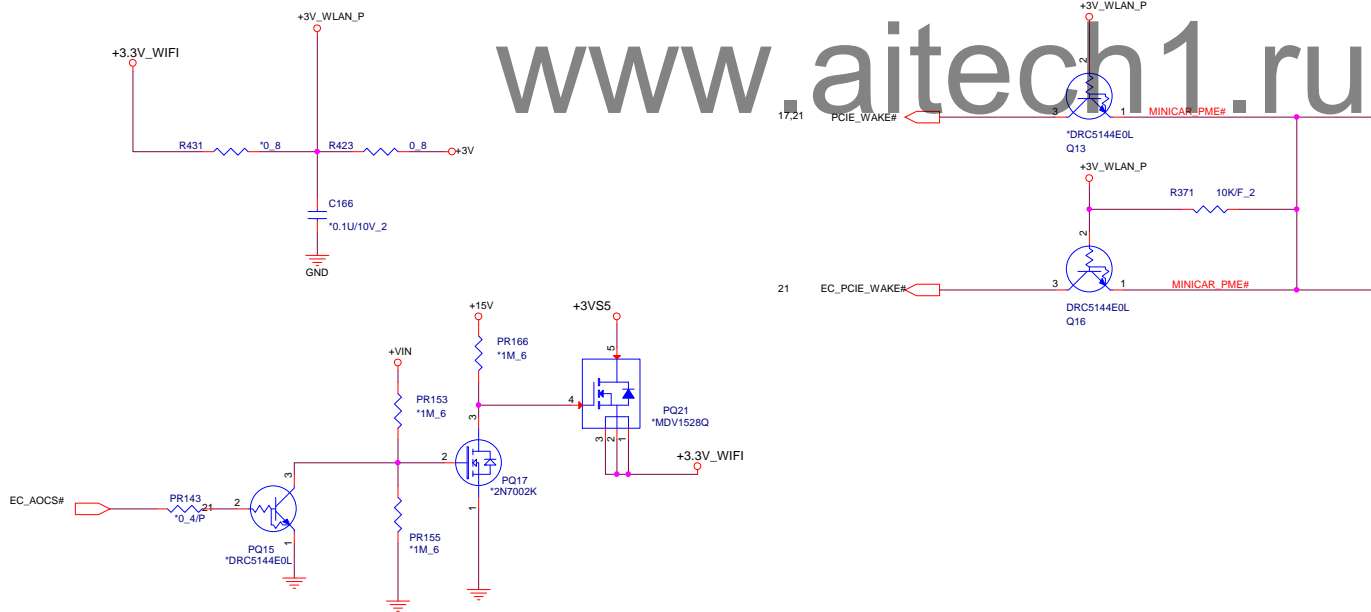 www.aitech1.ru
+3V_WLAN_P
+3.3V_WIFI
R431
*0_8
R423
0_8
+3V
C166
*0.1U/10V_2
GND
+3V_WLAN_P
2
17,21
PCIE_WAKE#
3
1
MINICAR_PME#
*DRC5144E0L
Q13
+3V_WLAN_P
R371
10K/F_2
2
21
EC_PCIE_WAKE#
3
1
MINICAR_PME#
DRC5144E0L
Q16
+15V
PR166
*1M_6
+3VS5
5
+VIN
PR153
*1M_6
4
PQ21
*MDV1528Q
3
2
1
+3.3V_WIFI
3
2
PQ17
*2N7002K
1
EC_AOCS#
PR143
21
*0_4/P
2
3
PQ15
*DRC5144E0L
1
PR155
*1M_6